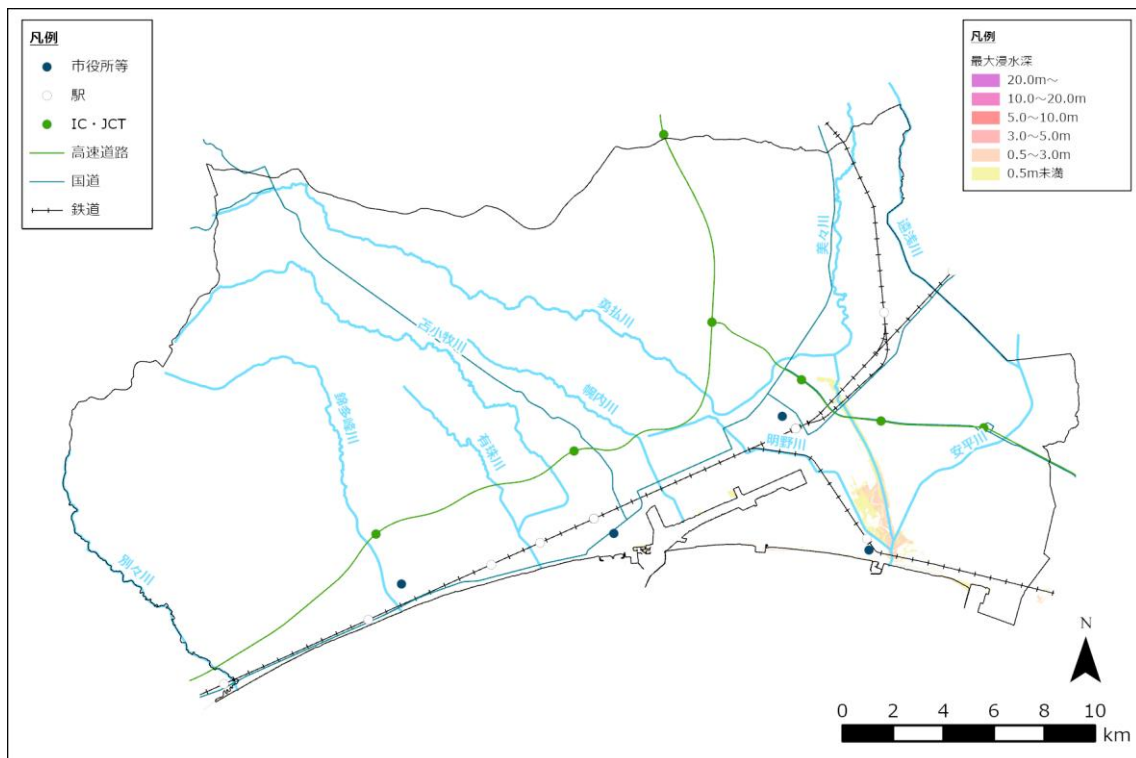 凡例
市役所等
駅
IC・JCT
高速道路
国道
鉄道
凡例
最大浸水深
20.0m～
10.0～20.0m
5.0～10.0m
3.0～5.0m
0.5～3.0m
0.5m未満
美々川
遠浅川
勇払川
苫小牧川
幌内川
錦多峰川
有珠川
明野川
安平川
別々川
N
0 2 4 6 8 10
km